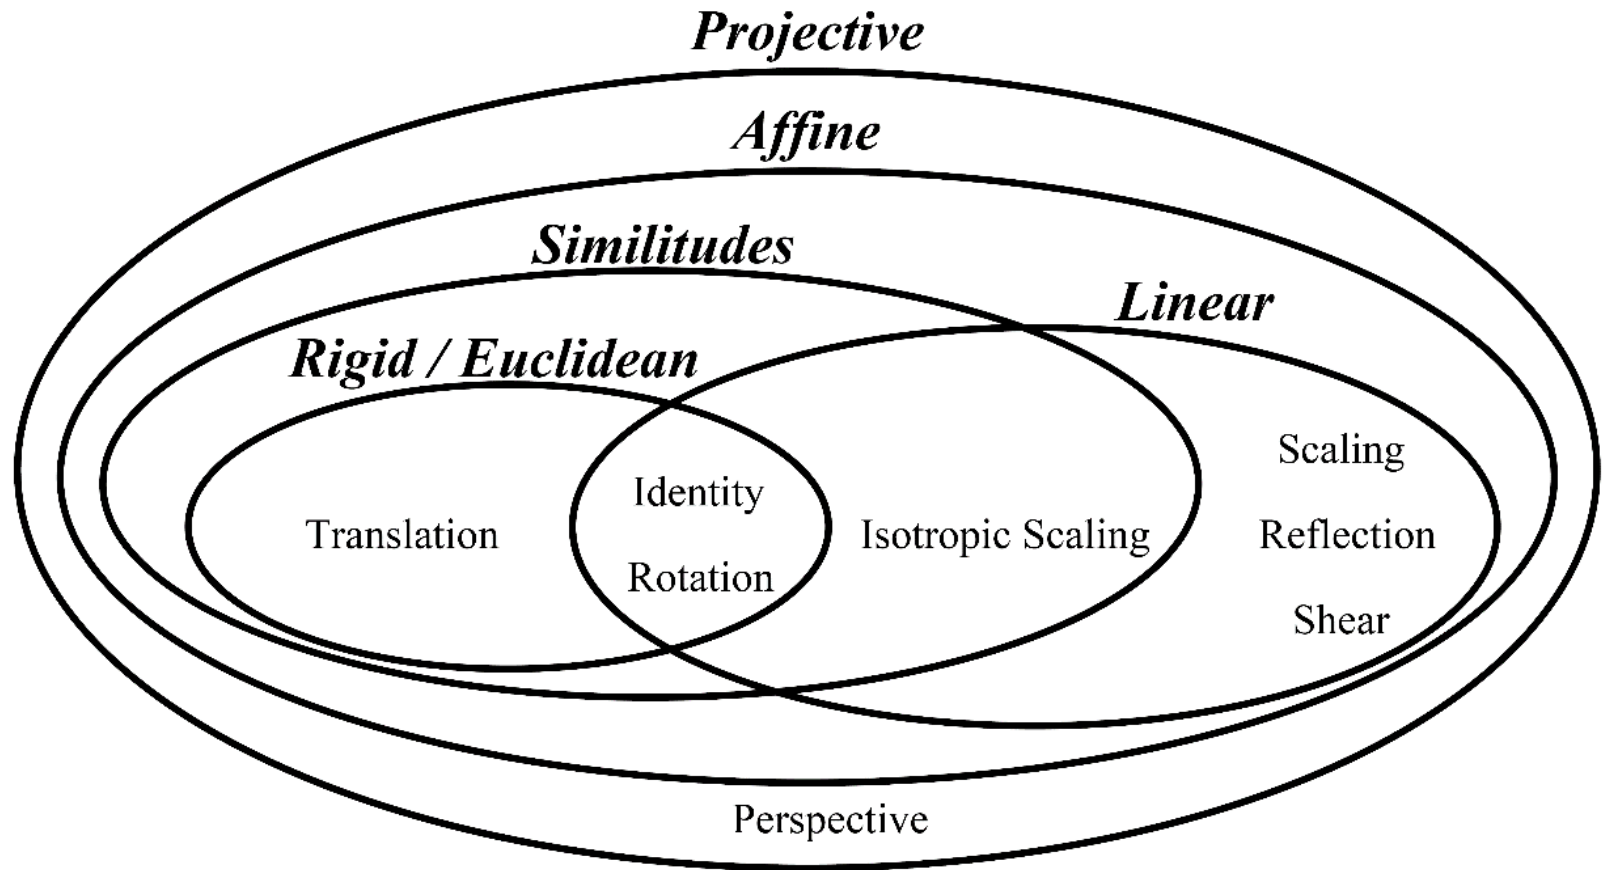 Projective
Affine
Similitudes
Linear
Rigid / Euclidean
Scaling
Identity
Translation
Isotropic Scaling
Reflection
Rotation
Shear
Perspective